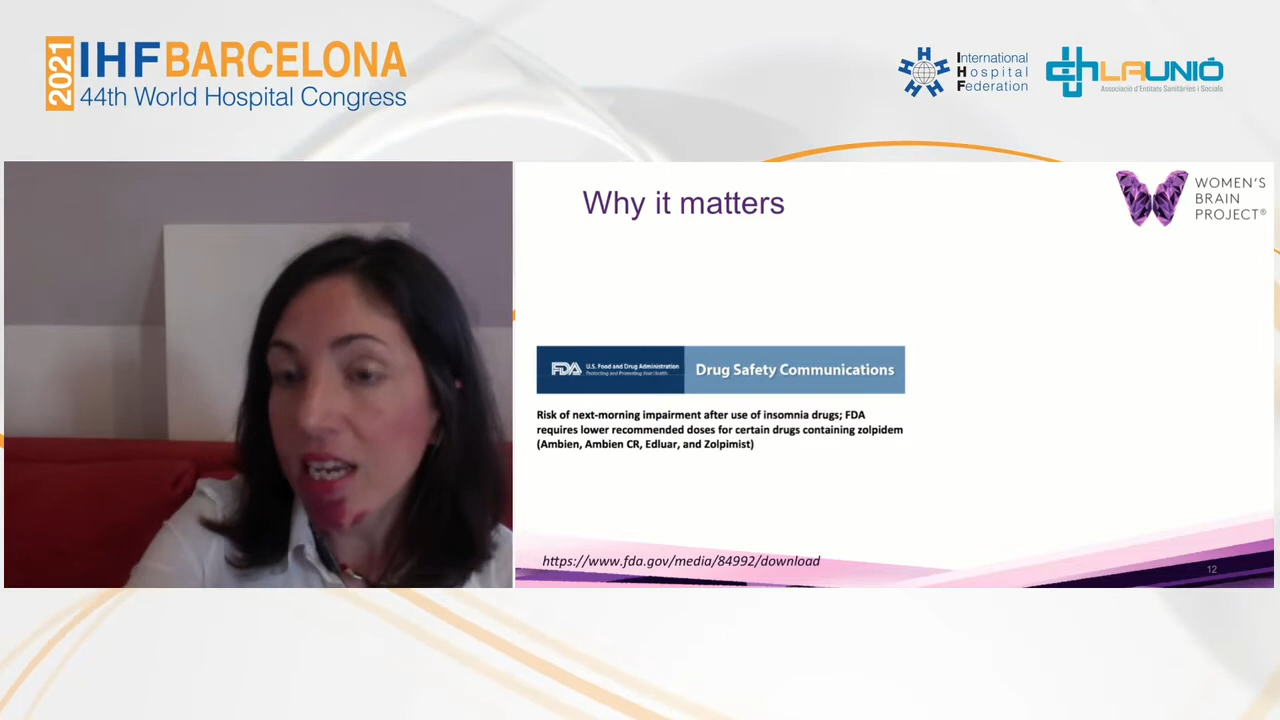 2021 IHF BARCELONA
44th World Hospital Congress
International
Hospital
Federation
LAUNIÓ
Associació d'Entitats Sanitàries i Socials
Why it matters
WOMEN'S
BRAIN
PROJECT®
FDA U.S. Food and Drug Administration
Protecting and Promoting Your Health
Drug Safety Communications
Risk of next-morning impairment after use of insomnia drugs; FDA
requires lower recommended doses for certain drugs containing zolpidem
(Ambien, Ambien CR, Edluar, and Zolpimist)
https://www.fda.gov/media/84992/download
12